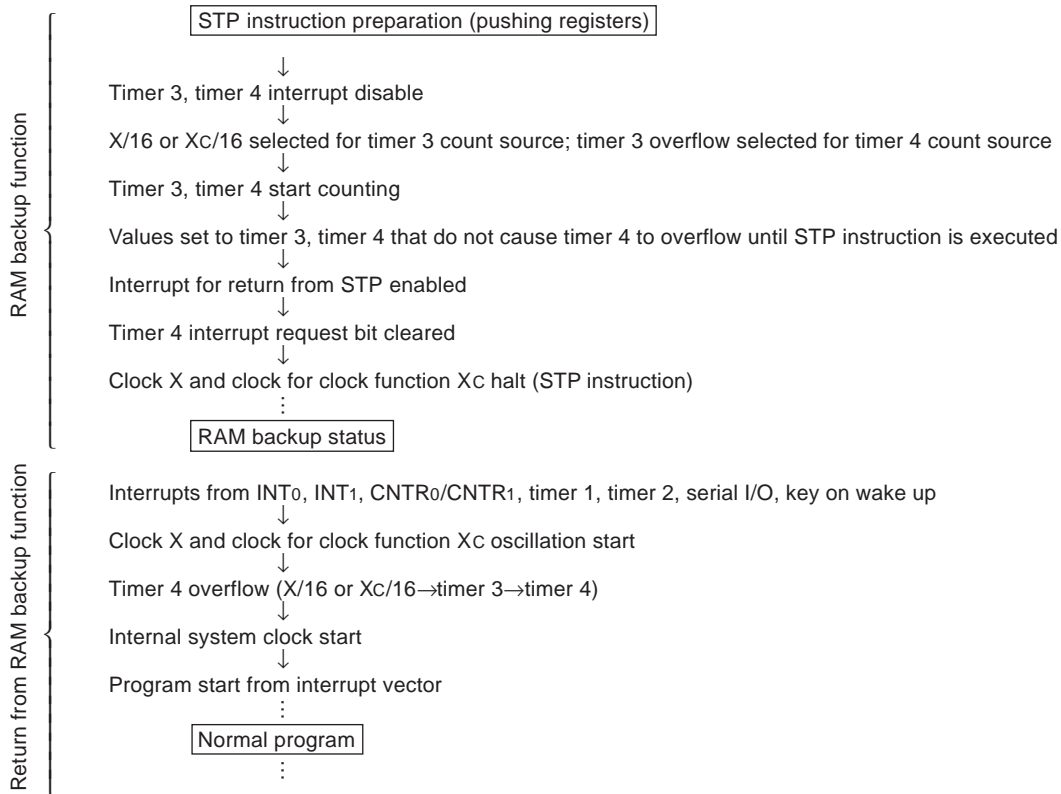 RAM backup function
STP instruction preparation (pushing registers)
↓
Timer 3, timer 4 interrupt disable
↓
X/16 or XC/16 selected for timer 3 count source; timer 3 overflow selected for timer 4 count source
↓
Timer 3, timer 4 start counting
↓
Values set to timer 3, timer 4 that do not cause timer 4 to overflow until STP instruction is executed
↓
Interrupt for return from STP enabled
↓
Timer 4 interrupt request bit cleared
↓
Clock X and clock for clock function XC halt (STP instruction)
⋮
RAM backup status
Return from RAM backup function
Interrupts from INT0, INT1, CNTR0/CNTR1, timer 1, timer 2, serial I/O, key on wake up
↓
Clock X and clock for clock function XC oscillation start
↓
Timer 4 overflow (X/16 or XC/16→timer 3→timer 4)
↓
Internal system clock start
↓
Program start from interrupt vector
⋮
Normal program
⋮